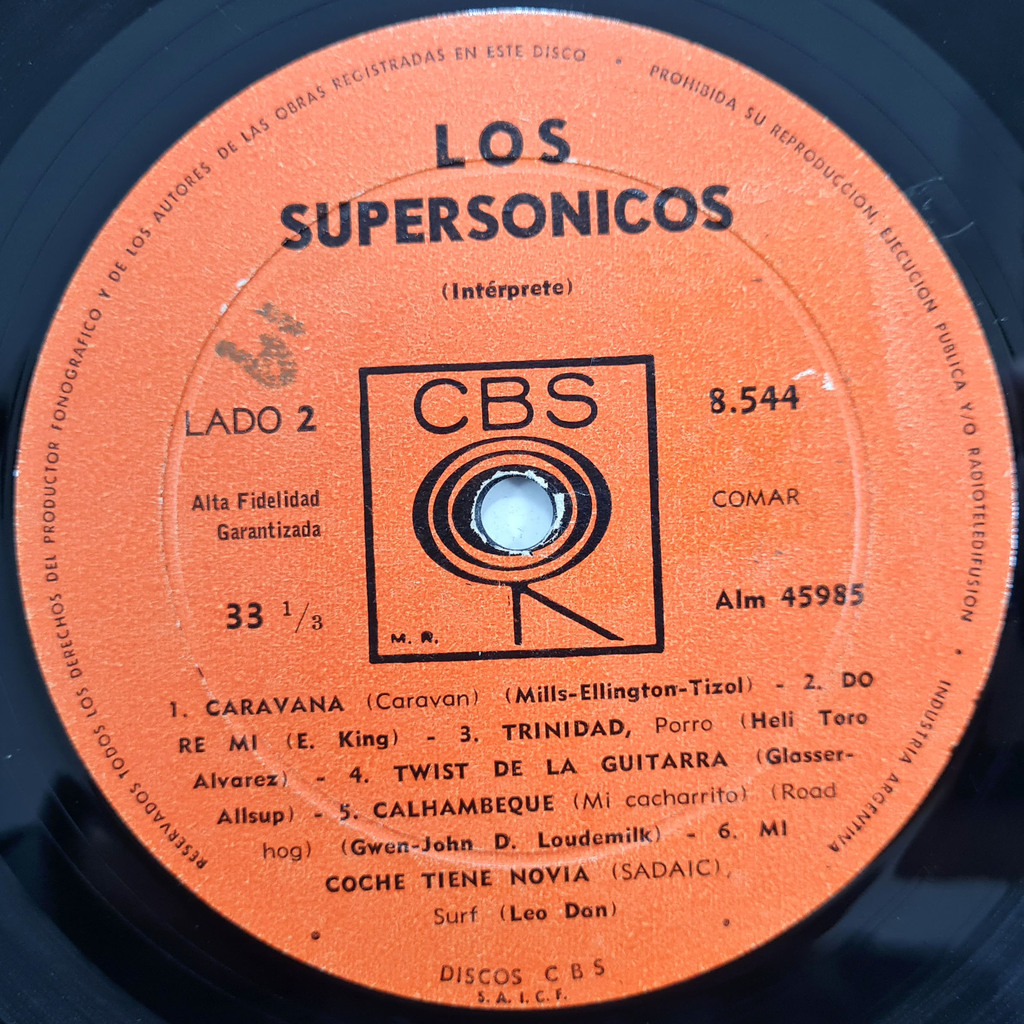 RESERVADOS TODOS LOS DERECHOS DEL PRODUCTOR FONOGRAFICO Y DE LOS AUTORES DE LAS OBRAS REGISTRADAS EN ESTE DISCO • PROHIBIDA SU REPRODUCCION, EJECUCION PUBLICA Y/O RADIOTELEDIFUSION • INDUSTRIA ARGENTINA
LOS
SUPERSONICOS
(Intérprete)
CBS
LADO 2
8.544
Alta Fidelidad
Garantizada
COMAR
33 1/3
Alm 45985
M. R.
1. CARAVANA (Caravan) (Mills-Ellington-Tizol) - 2. DO
RE MI (E. King) - 3. TRINIDAD, Porro (Heli Toro
Alvarez) - 4. TWIST DE LA GUITARRA (Glasser-
Allsup) - 5. CALHAMBEQUE (Mi cacharrito) (Road
hog) (Gwen-John D. Loudemilk) - 6. MI
COCHE TIENE NOVIA (SADAIC),
Surf (Leo Dan)
DISCOS CBS
S. A. I. C. F.